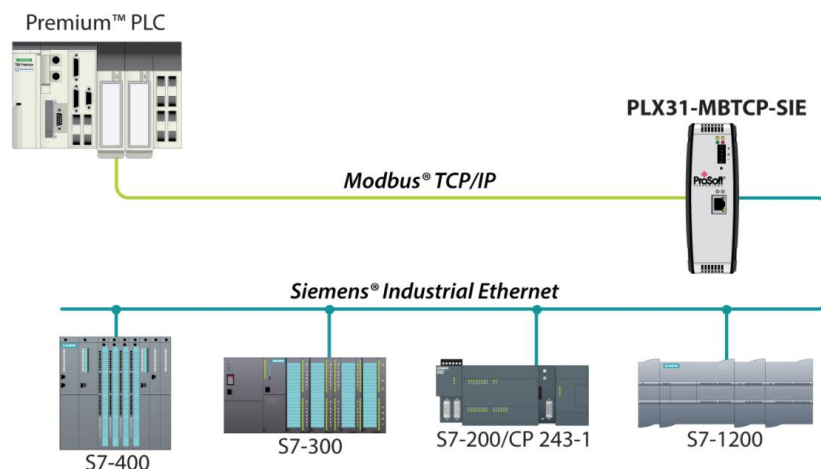 Premium™ PLC
PLX31-MBTCP-SIE
Modbus® TCP/IP
ProSoft
Siemens® Industrial Ethernet
S7-400
S7-300
S7-200/CP 243-1
S7-1200